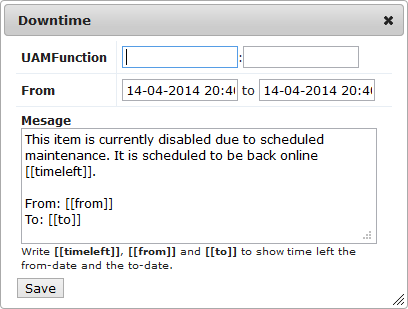 Downtime
UAMFunction :
From 14-04-2014 20:4 to 14-04-2014 20:4
Mesage
This item is currently disabled due to scheduled
maintenance. It is scheduled to be back online
[[timeleft]].
From: [[from]]
To: [[to]]
Write [[timeleft]], [[from]] and [[to]] to show time left the
from-date and the to-date.
Save